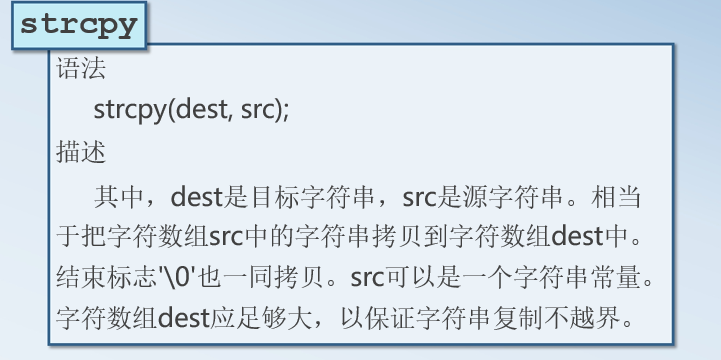 strcpy
语法
strcpy(dest, src);
描述
其中，dest是目标字符串，src是源字符串。相当
于把字符数组src中的字符串拷贝到字符数组dest中。
结束标志'\0'也一同拷贝。src可以是一个字符串常量。
字符数组dest应足够大，以保证字符串复制不越界。